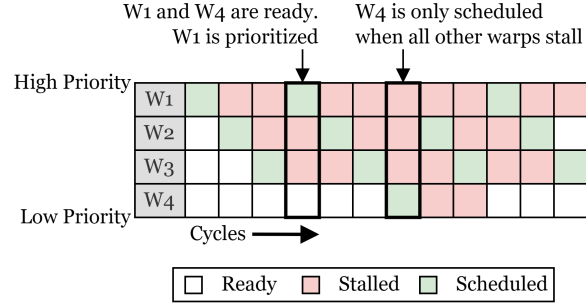 W1 and W4 are ready.
W1 is prioritized
W4 is only scheduled
when all other warps stall
High Priority
W1
W2
W3
W4
Low Priority
Cycles
Ready
Stalled
Scheduled